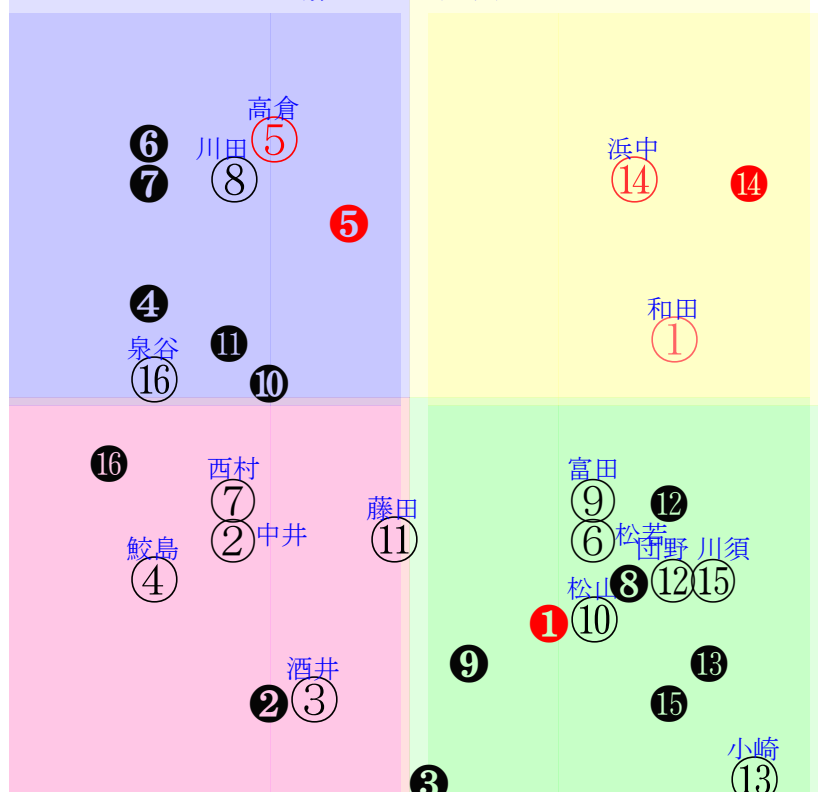 高倉
❻ 川田 ⑤ 浜中
❼ ⑧ ⑭ ⓮
❺
❹ 和田
泉谷 ⓫ ①
⑯ ❿
⓰ 西村 富田
⑦ 藤田 ⑨ ⓬
鮫島 ② 中井 ⑪ ⑥ 松若 団野 川須
④ 松山 ❽ ⑫ ⑮
❶ ⑩
酒井 ❾ ⓭
❷ ③ ⓯
小崎
❸ ⑬